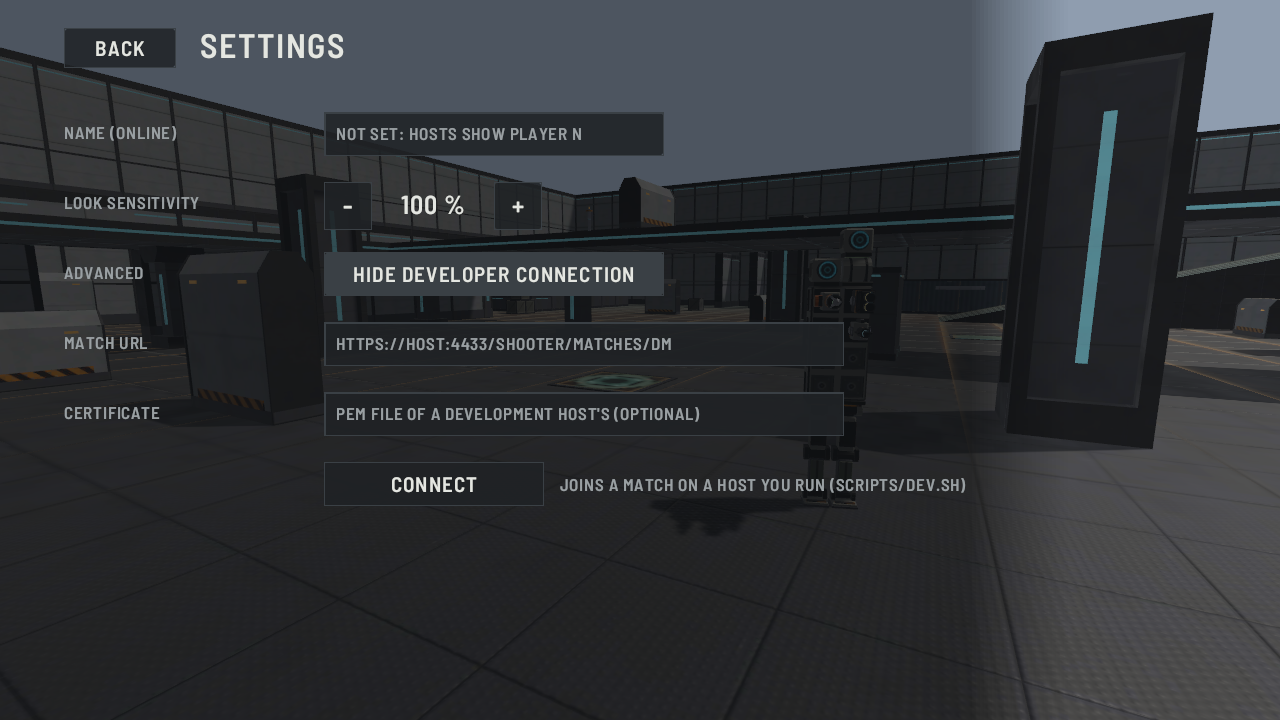 BACK
SETTINGS
NAME (ONLINE)
NOT SET: HOSTS SHOW PLAYER N
LOOK SENSITIVITY
- 100 % +
ADVANCED
HIDE DEVELOPER CONNECTION
MATCH URL
HTTPS://HOST:4433/SHOOTER/MATCHES/DM
CERTIFICATE
PEM FILE OF A DEVELOPMENT HOST'S (OPTIONAL)
CONNECT
JOINS A MATCH ON A HOST YOU RUN (SCRIPTS/DEV.SH)